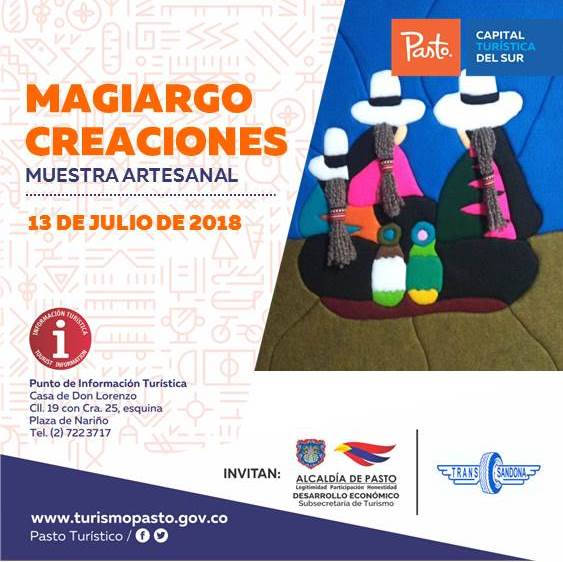 Pasto.
CAPITAL
TURÍSTICA
DEL SUR
MAGIARGO
CREACIONES
MUESTRA ARTESANAL
13 DE JULIO DE 2018
INFORMACIÓN TURÍSTICA
i
TOURIST INFORMATION
Punto de Información Turística
Casa de Don Lorenzo
Cll. 19 con Cra. 25, esquina
Plaza de Nariño
Tel. (2) 7223717
INVITAN:
ALCALDÍA DE PASTO
Legitimidad Participación Honestidad
DESARROLLO ECONÓMICO
Subsecretaría de Turismo
TRANS SANDONA
www.turismopasto.gov.co
Pasto Turístico /